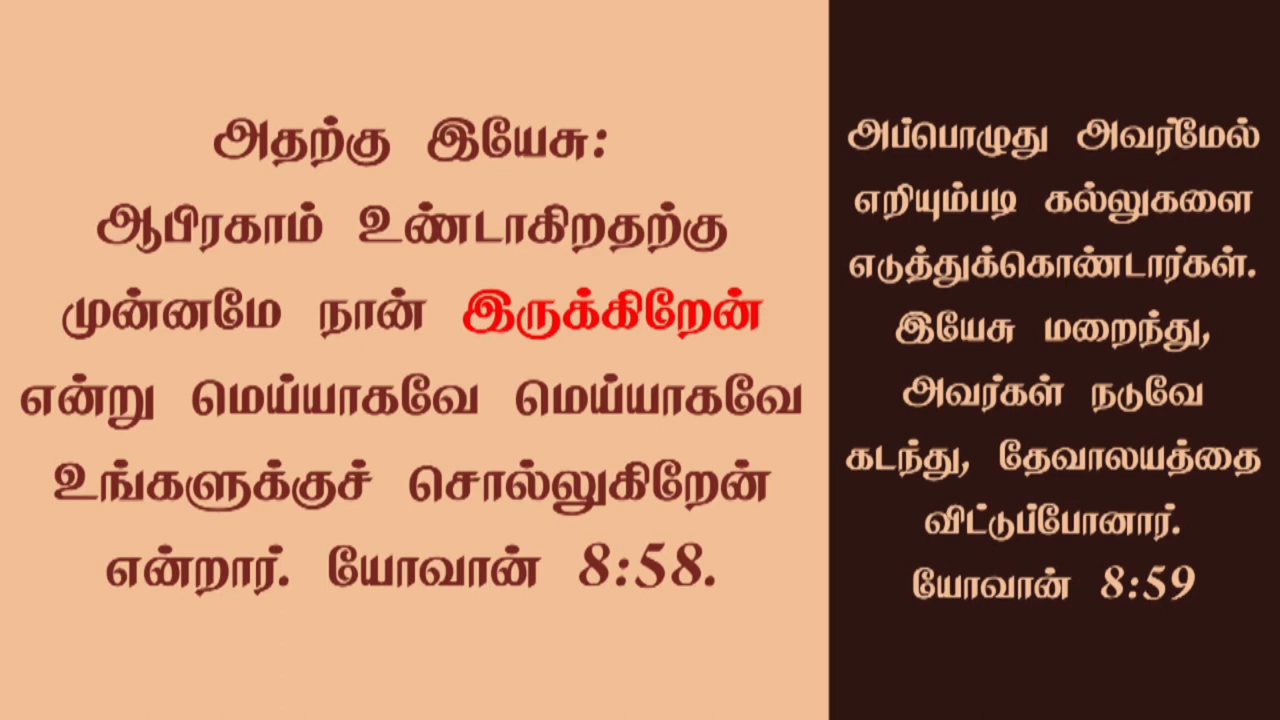 அதற்கு இயேசு:
ஆபிரகாம் உண்டாகிறதற்கு
முன்னமே நான் இருக்கிறேன்
என்று மெய்யாகவே மெய்யாகவே
உங்களுக்குச் சொல்லுகிறேன்
என்றார். யோவான் 8:58.
அப்பொழுது அவர்மேல்
எறியும்படி கல்லுகளை
எடுத்துக்கொண்டார்கள்.
இயேசு மறைந்து,
அவர்கள் நடுவே
கடந்து, தேவாலயத்தை
விட்டுப்போனார்.
யோவான் 8:59